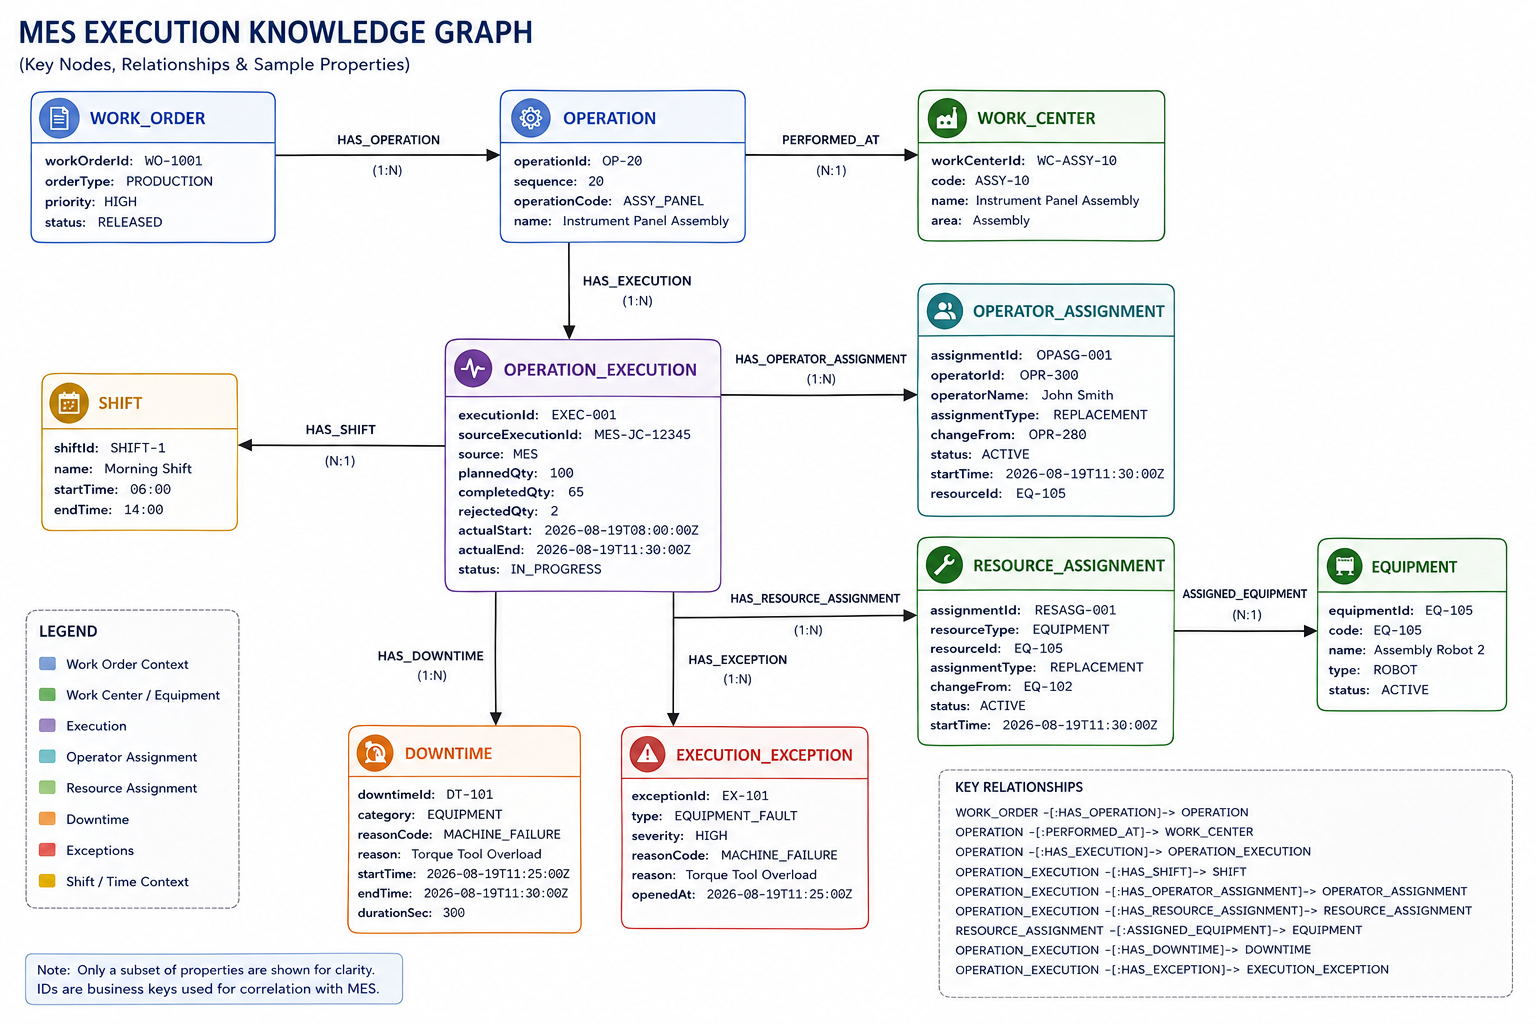 MES EXECUTION KNOWLEDGE GRAPH
(Key Nodes, Relationships & Sample Properties)
WORK_ORDER
workOrderId: WO-1001
orderType: PRODUCTION
priority: HIGH
status: RELEASED
HAS_OPERATION
(1:N)
OPERATION
operationId: OP-20
sequence: 20
operationCode: ASSY_PANEL
name: Instrument Panel Assembly
PERFORMED_AT
(N:1)
WORK_CENTER
workCenterId: WC-ASSY-10
code: ASSY-10
name: Instrument Panel Assembly
area: Assembly
HAS_EXECUTION
(1:N)
OPERATION_EXECUTION
executionId: EXEC-001
sourceExecutionId: MES-JC-12345
source: MES
plannedQty: 100
completedQty: 65
rejectedQty: 2
actualStart: 2026-08-19T08:00:00Z
actualEnd: 2026-08-19T11:30:00Z
status: IN_PROGRESS
HAS_SHIFT
(N:1)
SHIFT
shiftId: SHIFT-1
name: Morning Shift
startTime: 06:00
endTime: 14:00
HAS_OPERATOR_ASSIGNMENT
(1:N)
OPERATOR_ASSIGNMENT
assignmentId: OPASG-001
operatorId: OPR-300
operatorName: John Smith
assignmentType: REPLACEMENT
changeFrom: OPR-280
status: ACTIVE
startTime: 2026-08-19T11:30:00Z
resourceId: EQ-105
HAS_RESOURCE_ASSIGNMENT
(1:N)
RESOURCE_ASSIGNMENT
assignmentId: RESASG-001
resourceType: EQUIPMENT
resourceId: EQ-105
assignmentType: REPLACEMENT
changeFrom: EQ-102
status: ACTIVE
startTime: 2026-08-19T11:30:00Z
ASSIGNED_EQUIPMENT
(N:1)
EQUIPMENT
equipmentId: EQ-105
code: EQ-105
name: Assembly Robot 2
type: ROBOT
status: ACTIVE
HAS_DOWNTIME
(1:N)
HAS_EXCEPTION
(1:N)
DOWNTIME
downtimeId: DT-101
category: EQUIPMENT
reasonCode: MACHINE_FAILURE
reason: Torque Tool Overload
startTime: 2026-08-19T11:25:00Z
endTime: 2026-08-19T11:30:00Z
durationSec: 300
EXECUTION_EXCEPTION
exceptionId: EX-101
type: EQUIPMENT_FAULT
severity: HIGH
reasonCode: MACHINE_FAILURE
reason: Torque Tool Overload
openedAt: 2026-08-19T11:25:00Z
LEGEND
Work Order Context
Work Center / Equipment
Execution
Operator Assignment
Resource Assignment
Downtime
Exceptions
Shift / Time Context
Note: Only a subset of properties are shown for clarity.
IDs are business keys used for correlation with MES.
KEY RELATIONSHIPS
WORK_ORDER -[:HAS_OPERATION]-> OPERATION
OPERATION -[:PERFORMED_AT]-> WORK_CENTER
OPERATION -[:HAS_EXECUTION]-> OPERATION_EXECUTION
OPERATION_EXECUTION -[:HAS_SHIFT]-> SHIFT
OPERATION_EXECUTION -[:HAS_OPERATOR_ASSIGNMENT]-> OPERATOR_ASSIGNMENT
OPERATION_EXECUTION -[:HAS_RESOURCE_ASSIGNMENT]-> RESOURCE_ASSIGNMENT
RESOURCE_ASSIGNMENT -[:ASSIGNED_EQUIPMENT]-> EQUIPMENT
OPERATION_EXECUTION -[:HAS_DOWNTIME]-> DOWNTIME
OPERATION_EXECUTION -[:HAS_EXCEPTION]-> EXECUTION_EXCEPTION